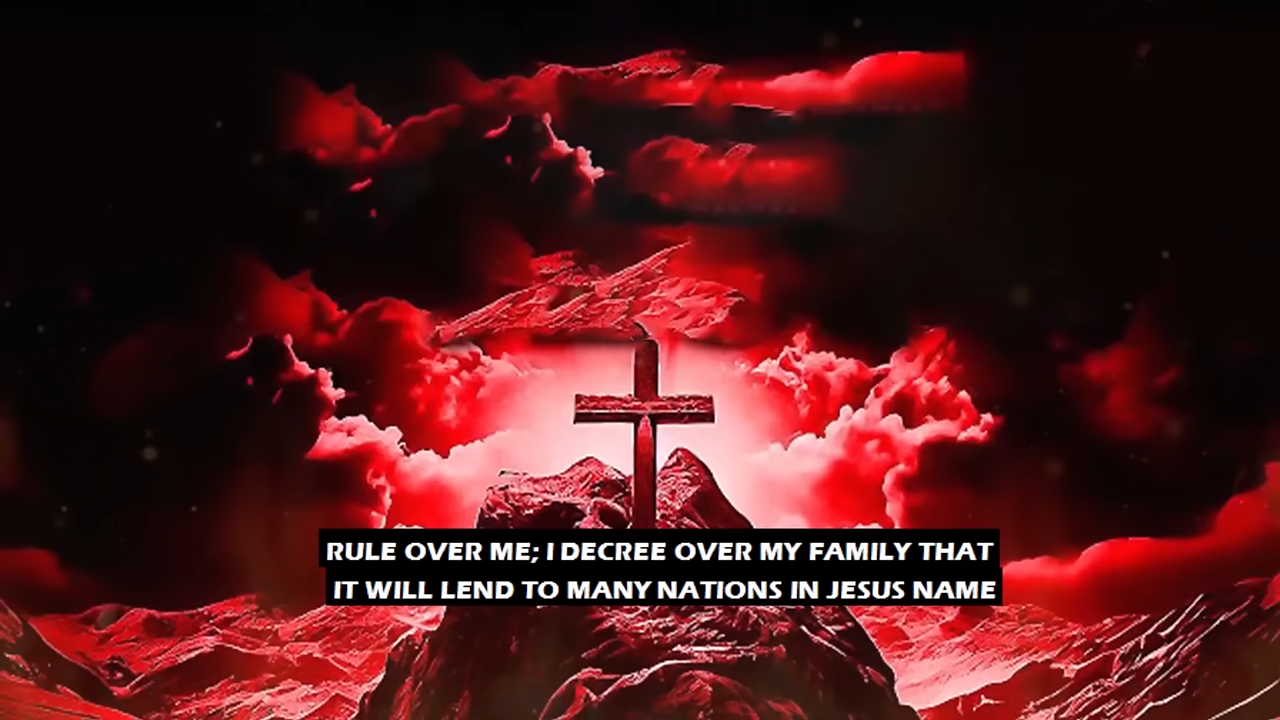 RULE OVER ME; I DECREE OVER MY FAMILY THAT
IT WILL LEND TO MANY NATIONS IN JESUS NAME